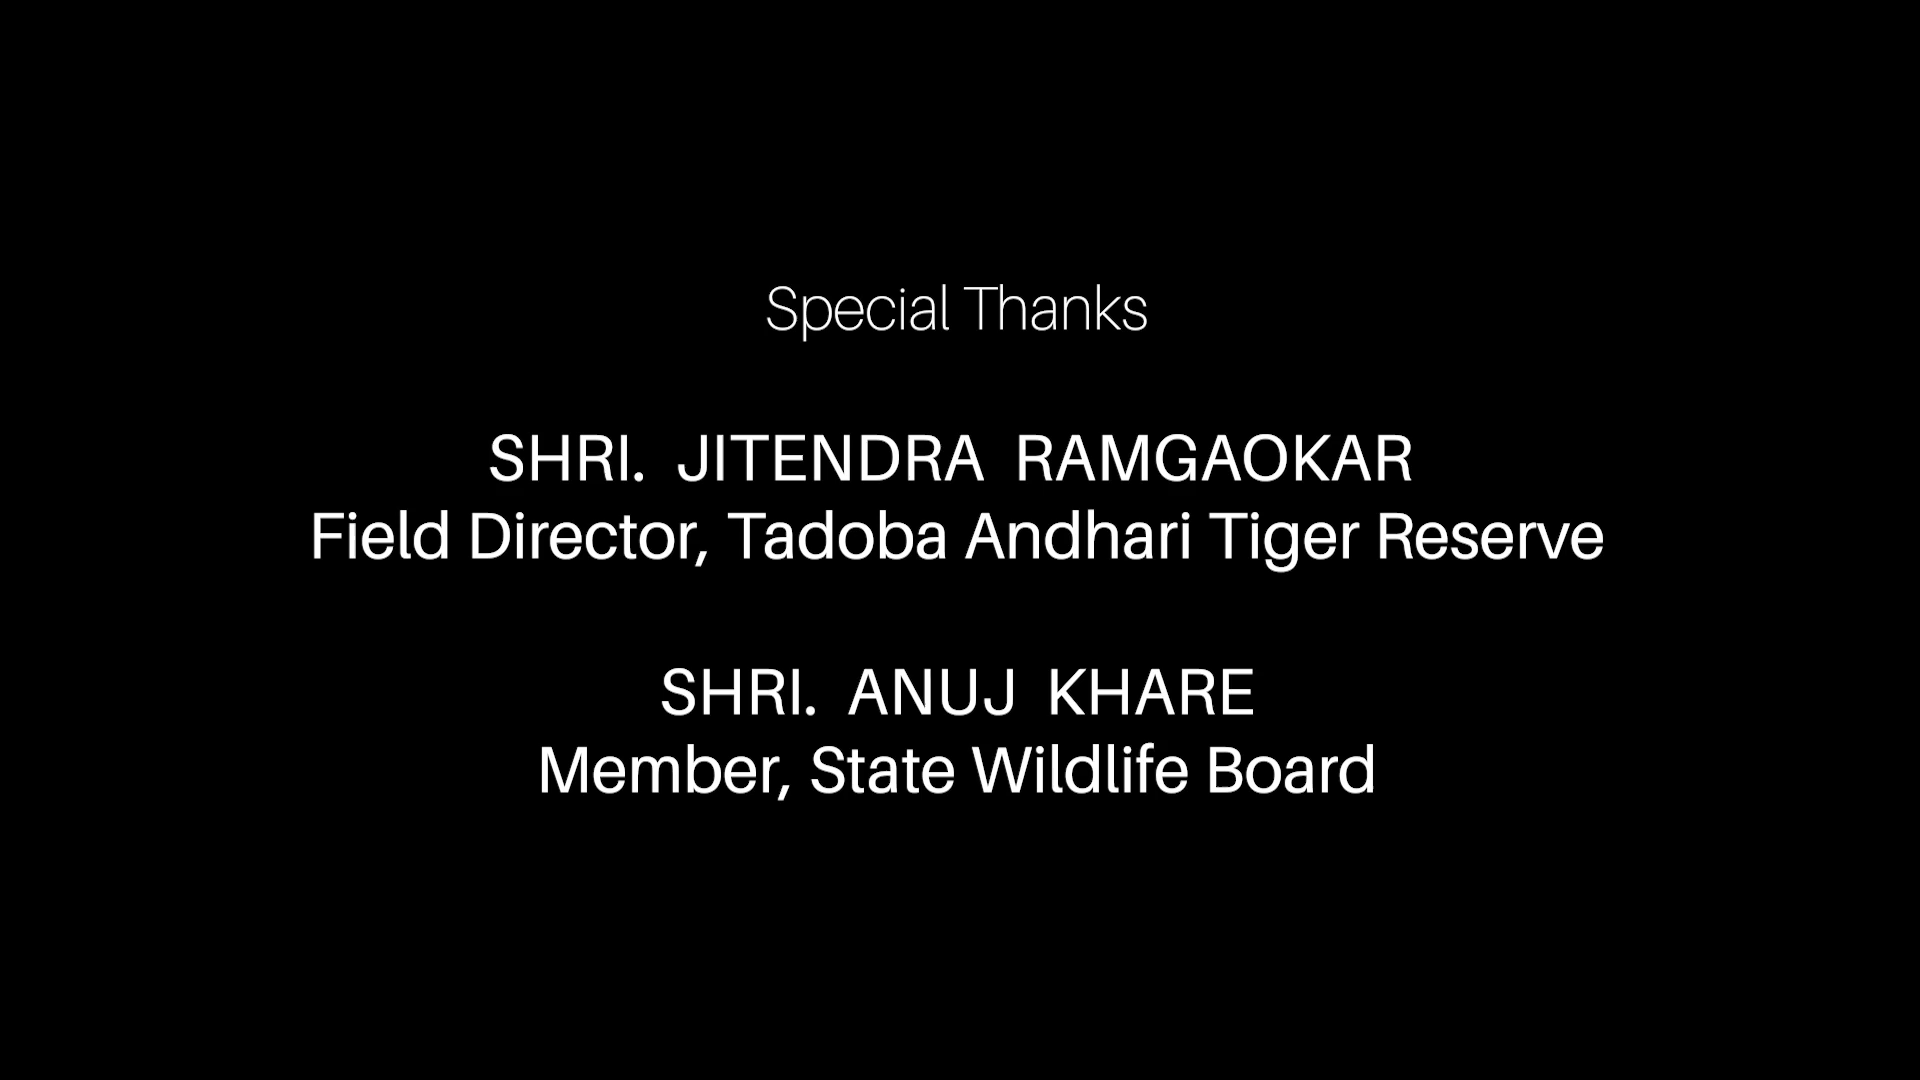 Special Thanks
SHRI. JITENDRA RAMGAOKAR
Field Director, Tadoba Andhari Tiger Reserve
SHRI. ANUJ KHARE
Member, State Wildlife Board